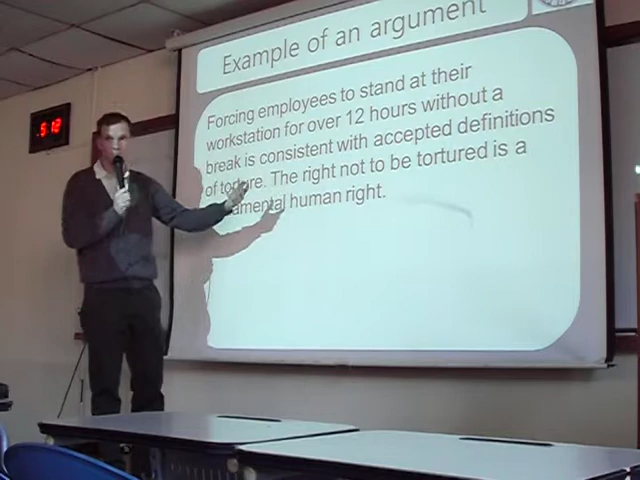 Example of an argument
Forcing employees to stand at their
workstation for over 12 hours without a
break is consistent with accepted definitions
of torture. The right not to be tortured is a
amental human right.
5:12